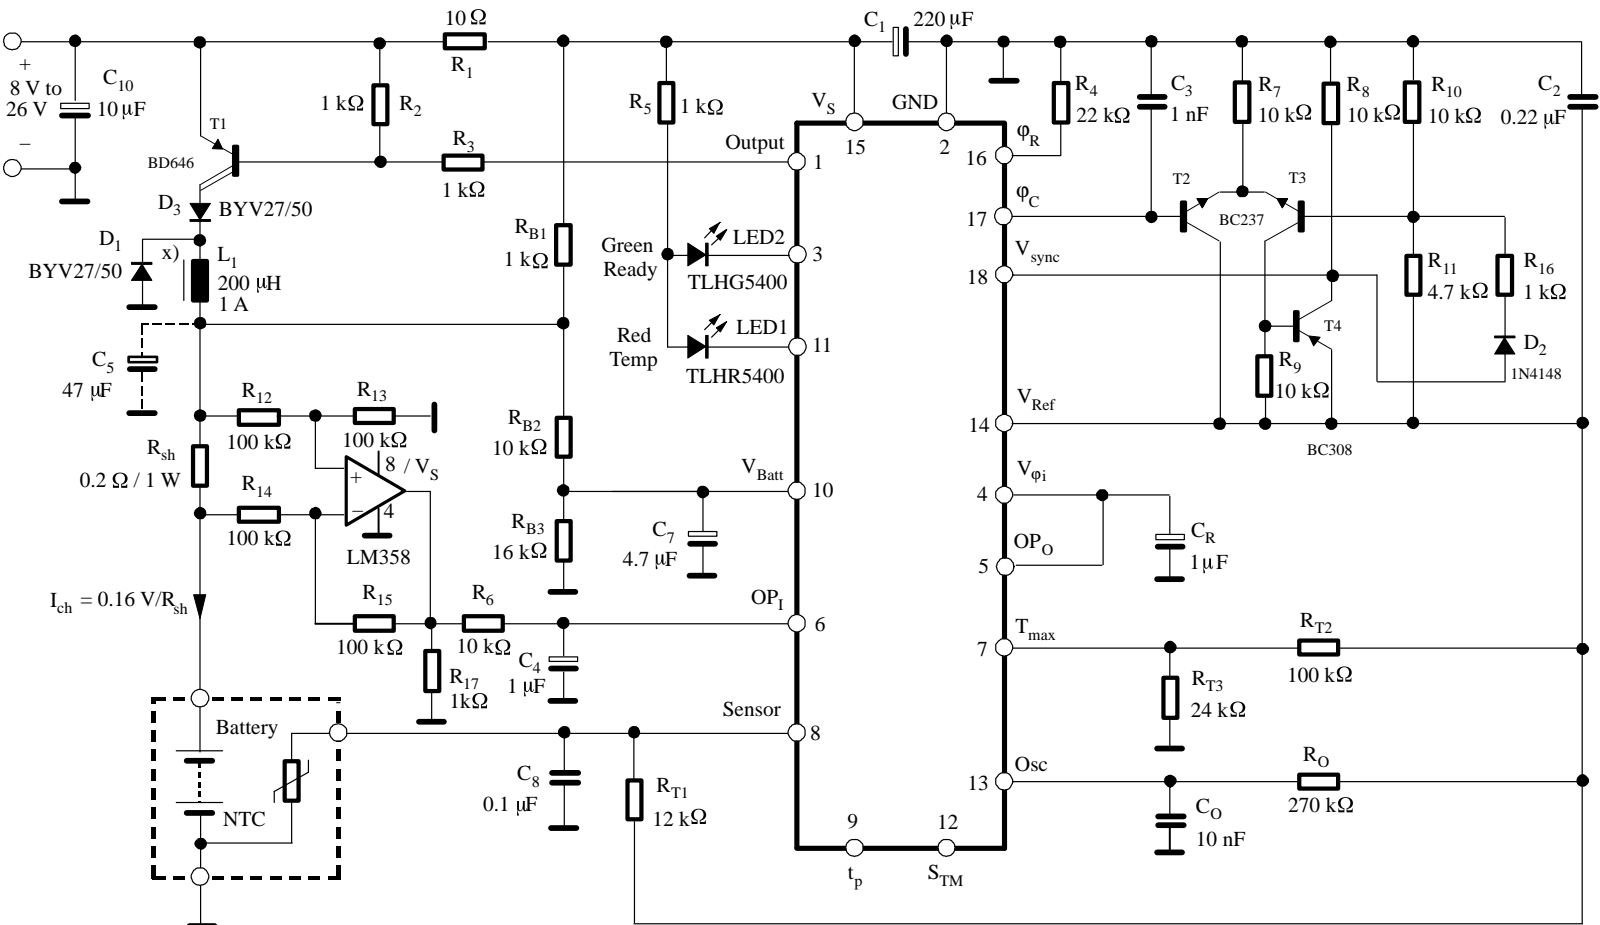 +
8 V to
26 V
−
C10
10 µF
T1
BD646
10 Ω
R1
1 kΩ
R2
R3
1 kΩ
D3
BYV27/50
D1
BYV27/50
x)
L1
200 µH
1 A
C5
47 µF
R12
100 kΩ
R13
100 kΩ
Rsh
0.2 Ω / 1 W
R14
100 kΩ
+
−
8 / VS
4
LM358
Ich = 0.16 V/Rsh
R15
100 kΩ
R6
10 kΩ
R17
1kΩ
C4
1 µF
Battery
NTC
RB1
1 kΩ
RB2
10 kΩ
RB3
16 kΩ
C7
4.7 µF
C8
0.1 µF
RT1
12 kΩ
R5
1 kΩ
Green
Ready
LED2
TLHG5400
Red
Temp
LED1
TLHR5400
C1
220 µF
VS
15
GND
2
Output
1
3
11
VBatt
10
OPI
6
Sensor
8
9
tp
12
STM
φR
16
φC
17
Vsync
18
VRef
14
Vφi
4
OPO
5
Tmax
7
Osc
13
R4
22 kΩ
C3
1 nF
R7
10 kΩ
R8
10 kΩ
R10
10 kΩ
C2
0.22 µF
T2
T3
BC237
R11
4.7 kΩ
R16
1 kΩ
T4
R9
10 kΩ
D2
1N4148
BC308
CR
1µF
RT2
100 kΩ
RT3
24 kΩ
RO
270 kΩ
CO
10 nF